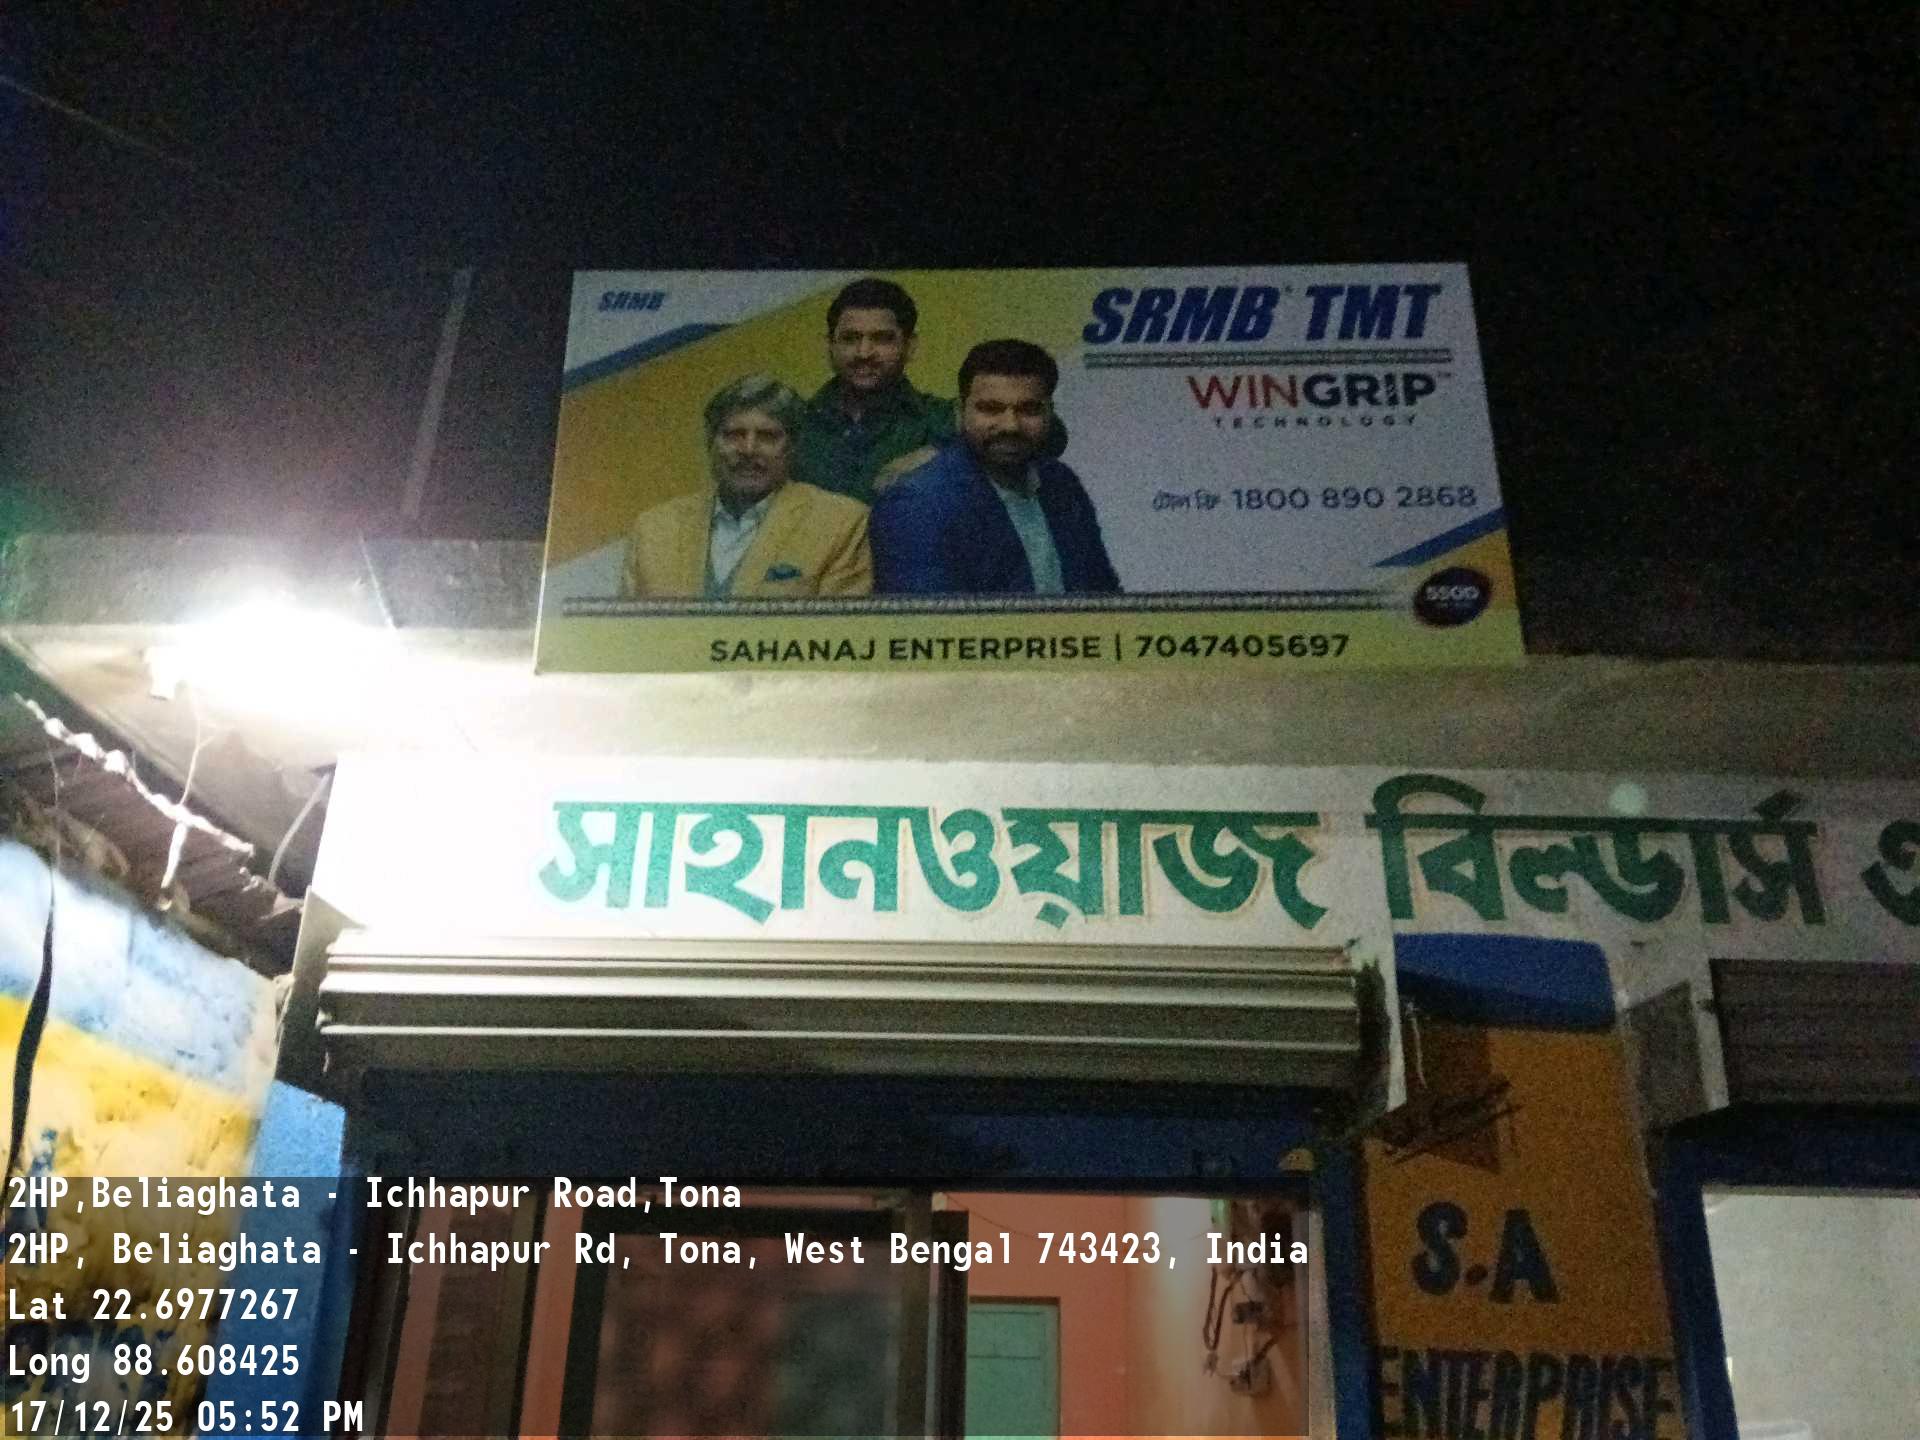 SRMB
SRMB TMT
WINGRIP™
TECHNOLOGY
টোল ফ্রি 1800 890 2868
550D
SAHANAJ ENTERPRISE | 7047405697
সাহানওয়াজ বিল্ডার্স এ
S.A
ENTERPRISE
2HP,Beliaghata - Ichhapur Road,Tona
2HP, Beliaghata - Ichhapur Rd, Tona, West Bengal 743423, India
Lat 22.6977267
Long 88.608425
17/12/25 05:52 PM